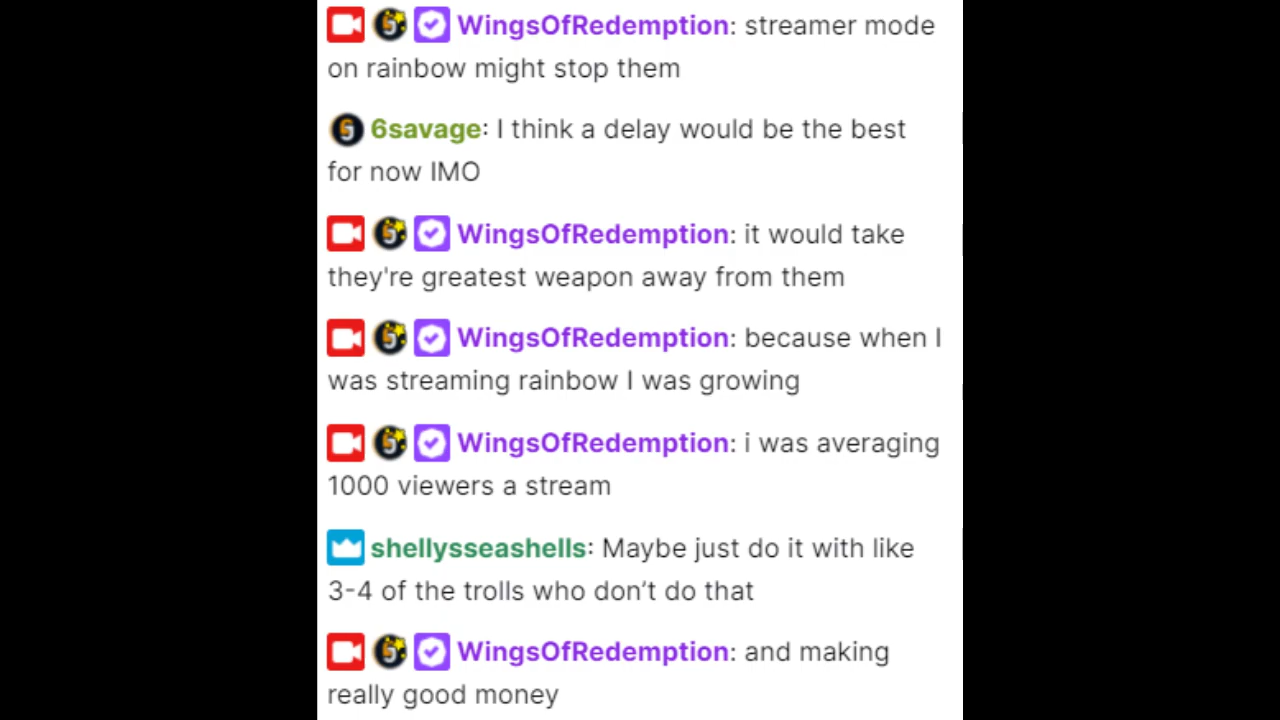 WingsOfRedemption: streamer mode
on rainbow might stop them
6savage: I think a delay would be the best
for now IMO
WingsOfRedemption: it would take
they're greatest weapon away from them
WingsOfRedemption: because when I
was streaming rainbow I was growing
WingsOfRedemption: i was averaging
1000 viewers a stream
shellysseashells: Maybe just do it with like
3-4 of the trolls who don’t do that
WingsOfRedemption: and making
really good money